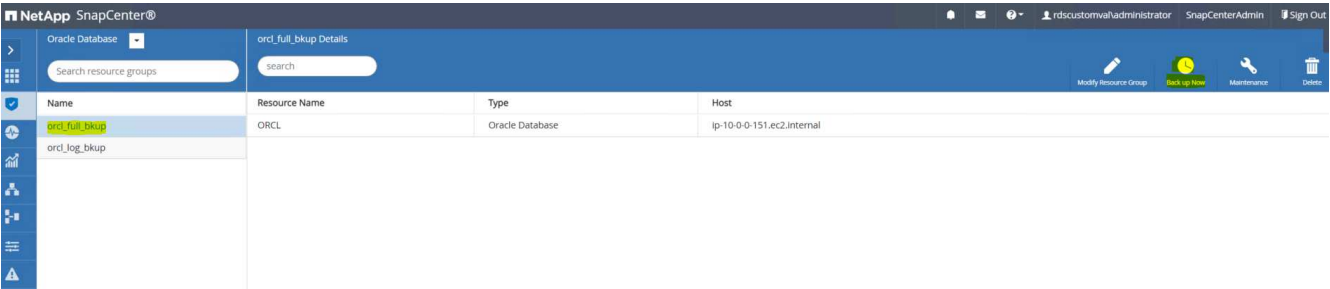 NetApp SnapCenter®
rdscustomval\administrator SnapCenterAdmin Sign Out
Oracle Database
orcl_full_bkup Details
Search resource groups
search
Modify Resource Group Back up Now Maintenance Delete
Name
Resource Name Type Host
orcl_full_bkup
ORCL Oracle Database ip-10-0-0-151.ec2.internal
orcl_log_bkup